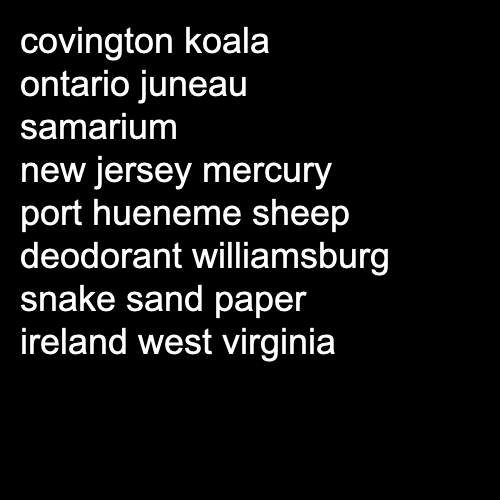 covington koala
ontario juneau
samarium
new jersey mercury
port hueneme sheep
deodorant williamsburg
snake sand paper
ireland west virginia